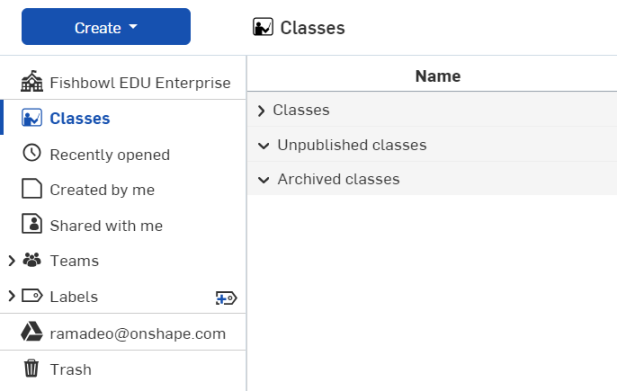 Create
Classes
Fishbowl EDU Enterprise
Classes
Recently opened
Created by me
Shared with me
Teams
Labels
ramadeo@onshape.com
Trash
Name
Classes
Unpublished classes
Archived classes